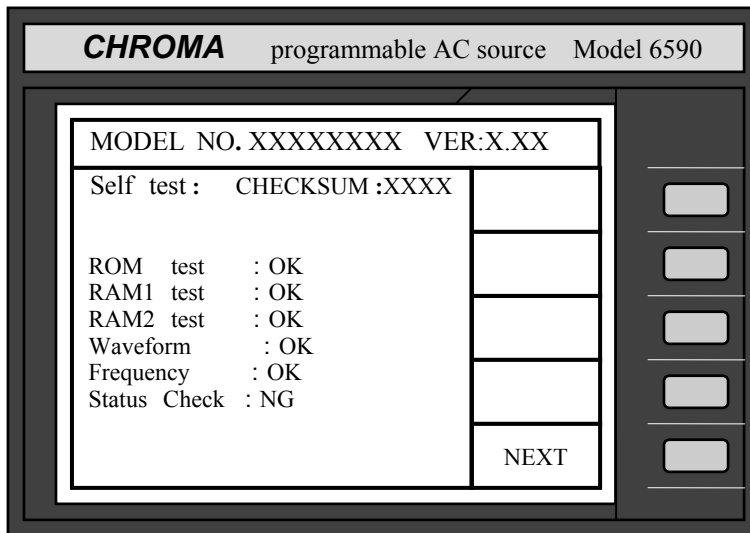 CHROMA programmable AC source Model 6590
MODEL NO. XXXXXXXX VER:X.XX
Self test : CHECKSUM :XXXX
ROM test : OK
RAM1 test : OK
RAM2 test : OK
Waveform : OK
Frequency : OK
Status Check : NG
NEXT